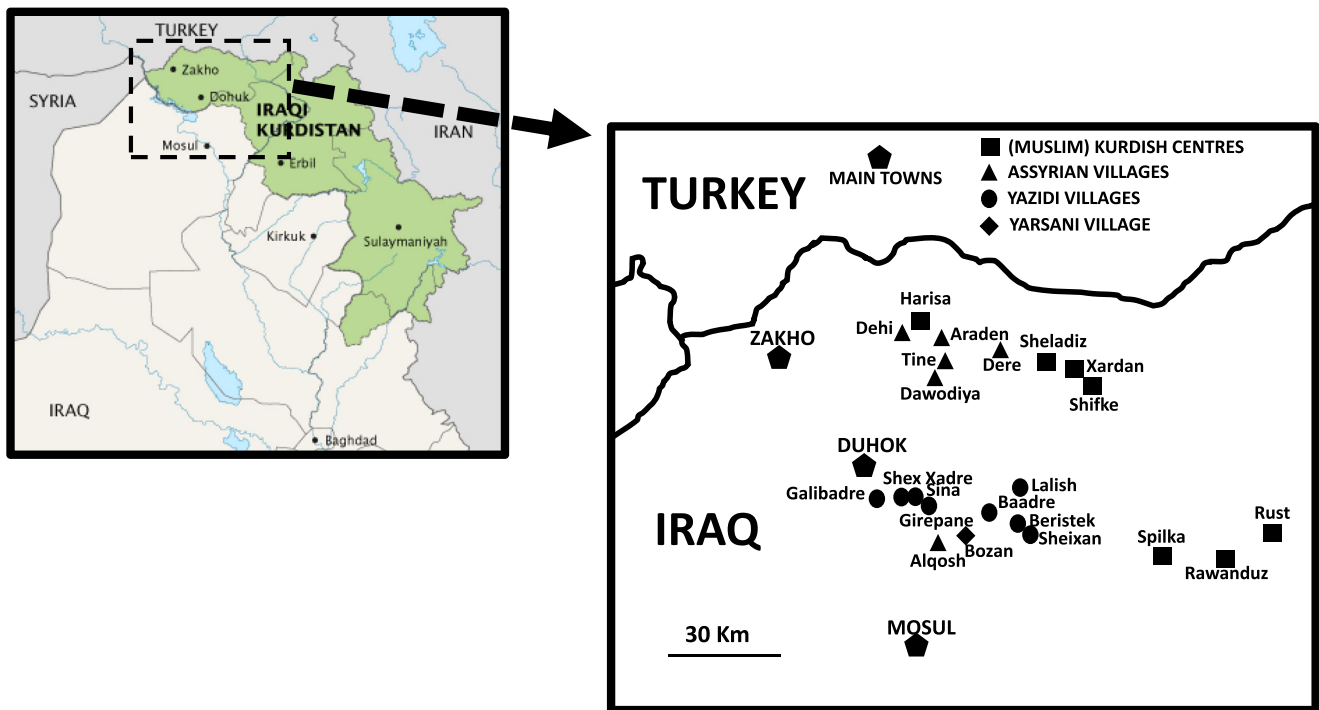 TURKEY
Zakho
SYRIA
Dohuk
IRAQI
KURDISTAN
IRAN
Mosul
Erbil
Kirkuk
Sulaymaniyah
IRAQ
Baghdad
(MUSLIM) KURDISH CENTRES
MAIN TOWNS
ASSYRIAN VILLAGES
TURKEY
YAZIDI VILLAGES
YARSANI VILLAGE
Harisa
Dehi
Araden
ZAKHO
Sheladiz
Tine
Dere
Xardan
Dawodiya
Shifke
DUHOK
Shex Xadre
Galibadre
Sina
Lalish
Baadre
Girepane
Beristek
Rust
IRAQ
Sheixan
Spilka
Bozan
Alqosh
Rawanduz
30 Km
MOSUL